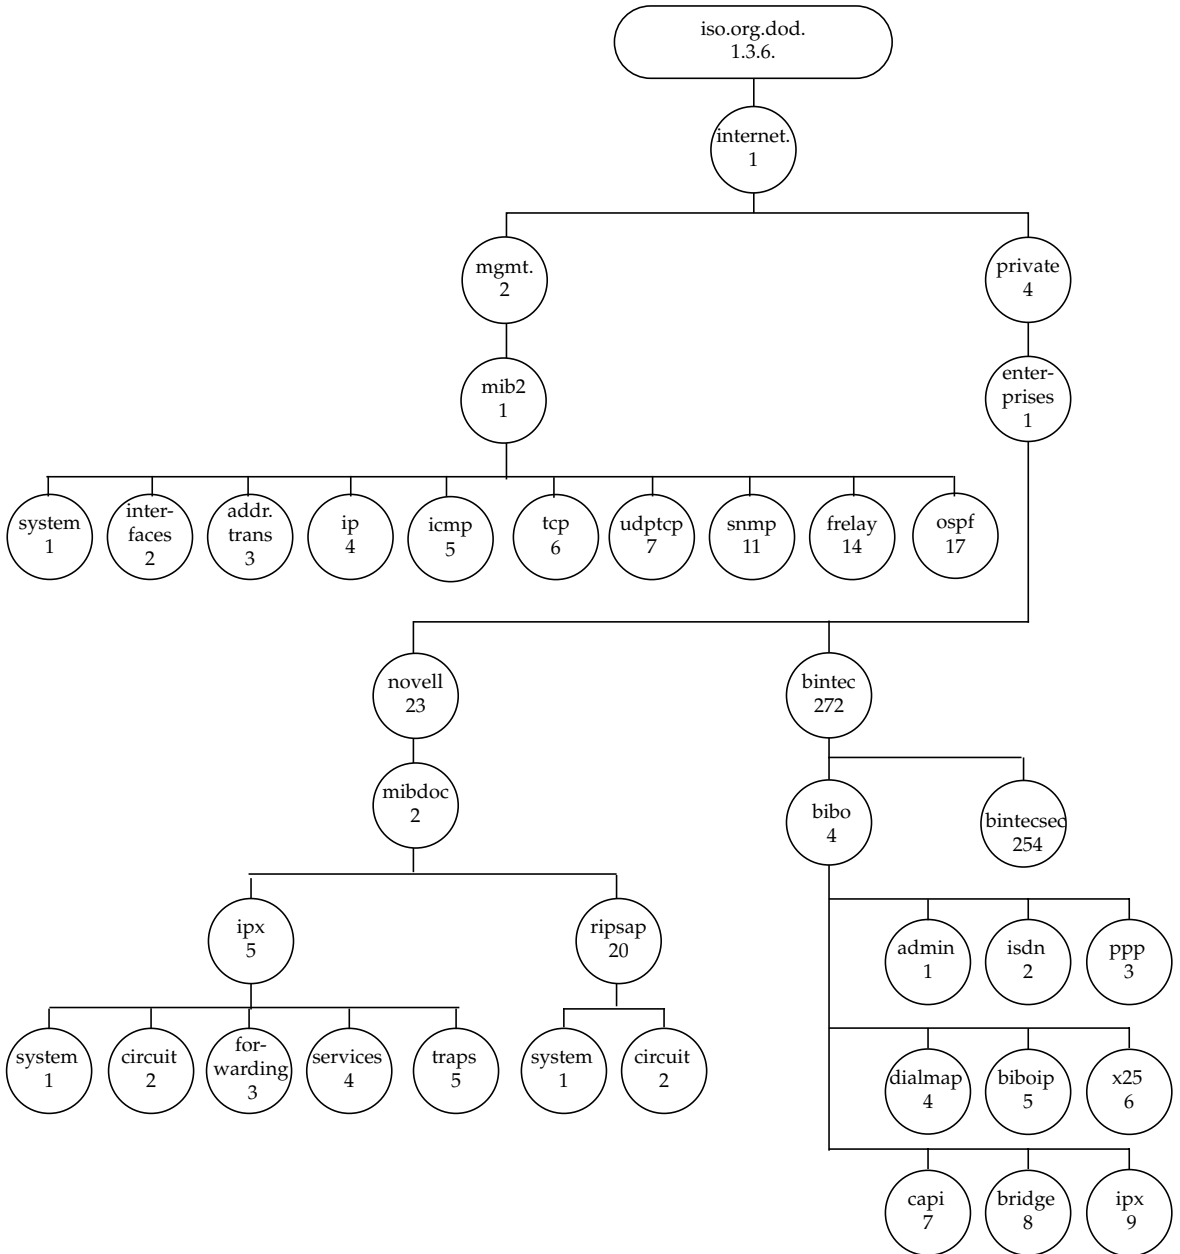 iso.org.dod.
1.3.6.
internet.
1
mgmt.
2
private
4
mib2
1
enter-
prises
1
system
1
inter-
faces
2
addr.
trans
3
ip
4
icmp
5
tcp
6
udptcp
7
snmp
11
frelay
14
ospf
17
novell
23
bintec
272
mibdoc
2
bibo
4
bintecsec
254
ipx
5
ripsap
20
admin
1
isdn
2
ppp
3
system
1
circuit
2
for-
warding
3
services
4
traps
5
system
1
circuit
2
dialmap
4
biboip
5
x25
6
capi
7
bridge
8
ipx
9